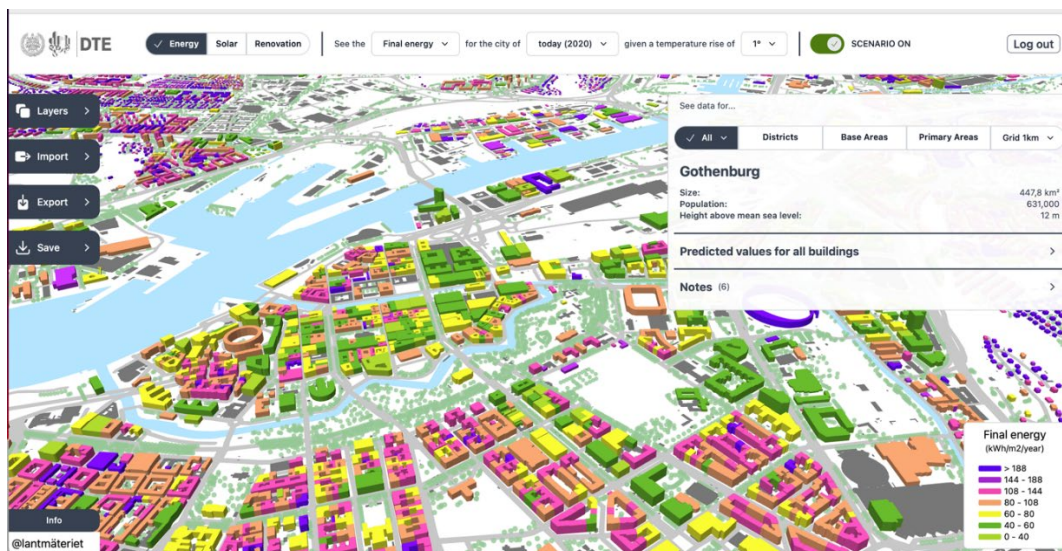 DTE
Energy Solar Renovation See the Final energy for the city of today (2020) given a temperature rise of 1° SCENARIO ON Log out
Layers
Import
Export
Save
See data for...
All Districts Base Areas Primary Areas Grid 1km
Gothenburg
Size: 447,8 km²
Population: 631,000
Height above mean sea level: 12 m
Predicted values for all buildings
Notes (6)
Final energy
(kWh/m2/year)
> 188
144 - 188
108 - 144
80 - 108
60 - 80
40 - 60
0 - 40
Info
@lantmäteriet